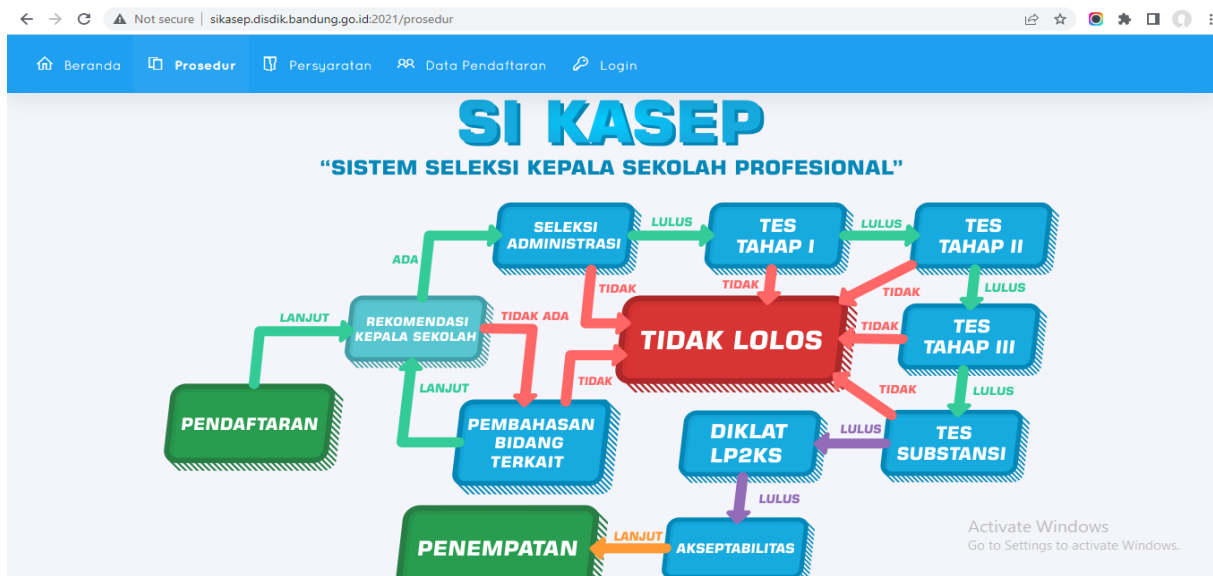 Not secure
sikasep.disdik.bandung.go.id:2021/prosedur
Beranda
Prosedur
Persyaratan
Data Pendaftaran
Login
SI KASEP
“SISTEM SELEKSI KEPALA SEKOLAH PROFESIONAL”
SELEKSI
ADMINISTRASI
LULUS
TES
TAHAP I
LULUS
TES
TAHAP II
ADA
TIDAK
TIDAK
TIDAK
LULUS
LANJUT
REKOMENDASI
KEPALA SEKOLAH
TIDAK ADA
TIDAK LOLOS
TIDAK
TES
TAHAP III
LANJUT
TIDAK
TIDAK
LULUS
PENDAFTARAN
PEMBAHASAN
BIDANG
TERKAIT
DIKLAT
LP2KS
LULUS
TES
SUBSTANSI
LULUS
PENEMPATAN
LANJUT
AKSEPTABILITAS
Activate Windows
Go to Settings to activate Windows.